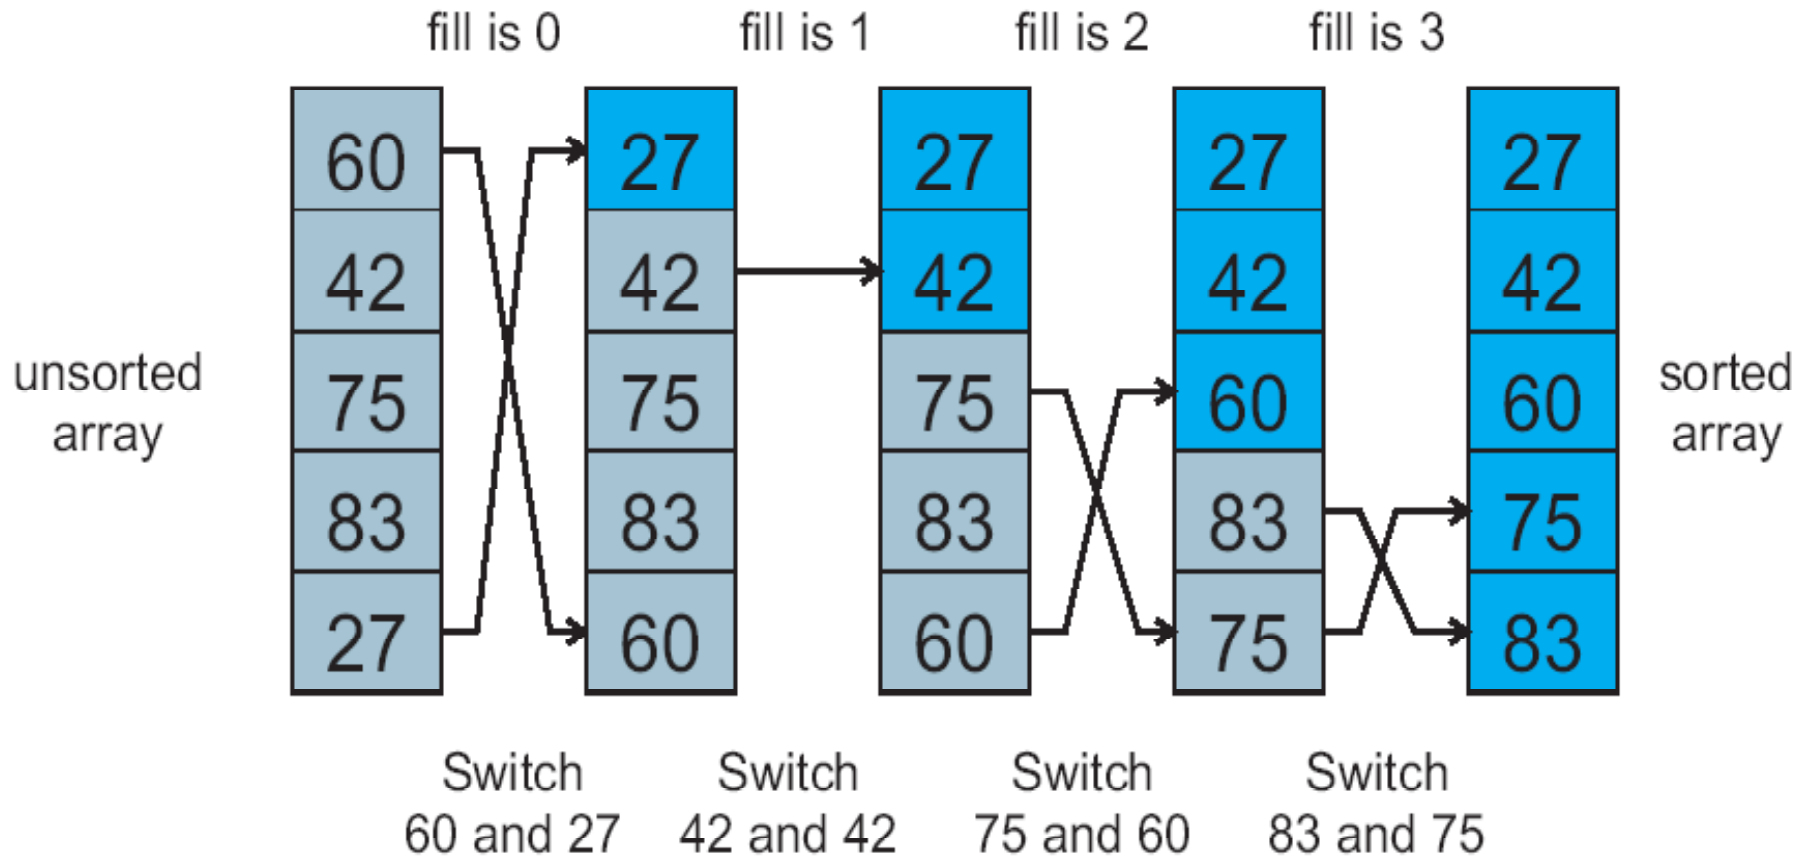 fill is 0 fill is 1 fill is 2 fill is 3
60 27 27 27 27
42 42 42 42 42
unsorted array 75 75 75 60 60 sorted array
83 83 83 83 75
27 60 60 75 83
Switch Switch Switch Switch
60 and 27 42 and 42 75 and 60 83 and 75